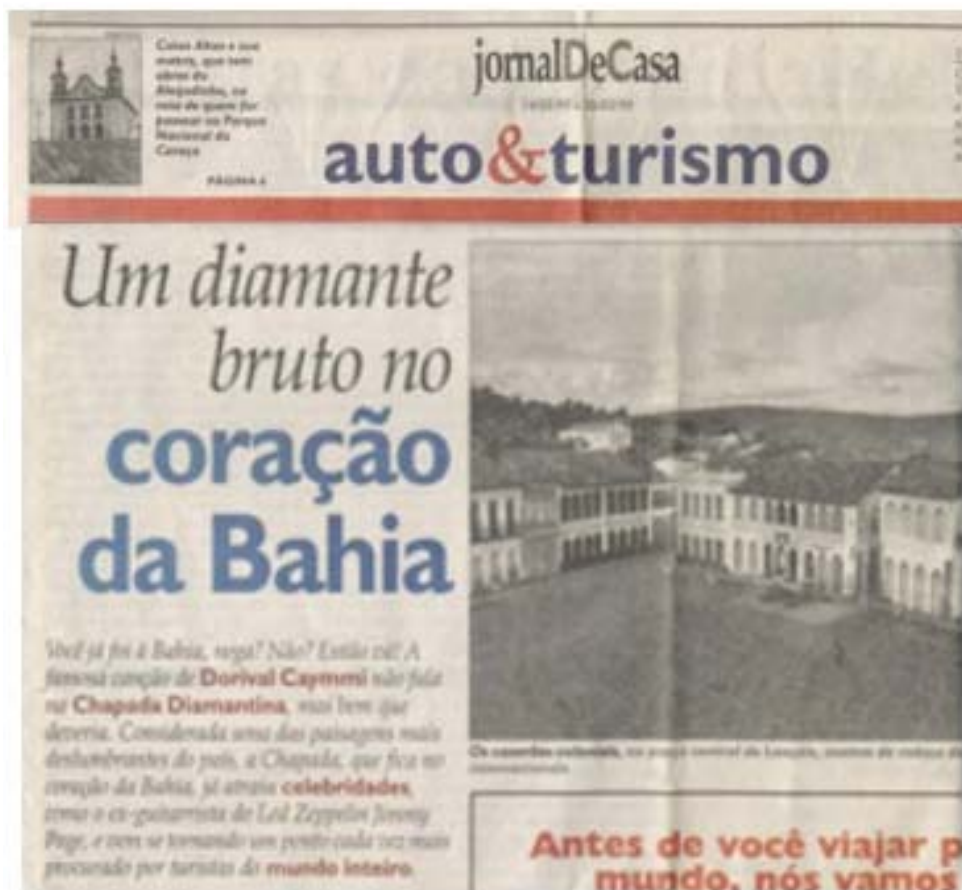 Catas Altas e sua
matriz, que tem
obras do
Aleijadinho, na
rota de quem for
passear no Parque
Nacional do
Caraça
PÁGINA 6
jornalDeCasa
auto&turismo
Um diamante
bruto no
coração
da Bahia
Você já foi à Bahia, nega? Não? Então vá! A
famosa canção de Dorival Caymmi não fala
na Chapada Diamantina, mas bem que
deveria. Considerada uma das paisagens mais
deslumbrantes do país, a Chapada, que fica no
coração da Bahia, já atraiu celebridades,
como o ex-guitarrista do Led Zeppelin Jimmy
Page, e vem se tornando um ponto cada vez mais
procurado por turistas do mundo inteiro.
Os casarões coloniais, na praça central de Lençóis,
internacionais
Antes de você viajar p
mundo, nós vamos